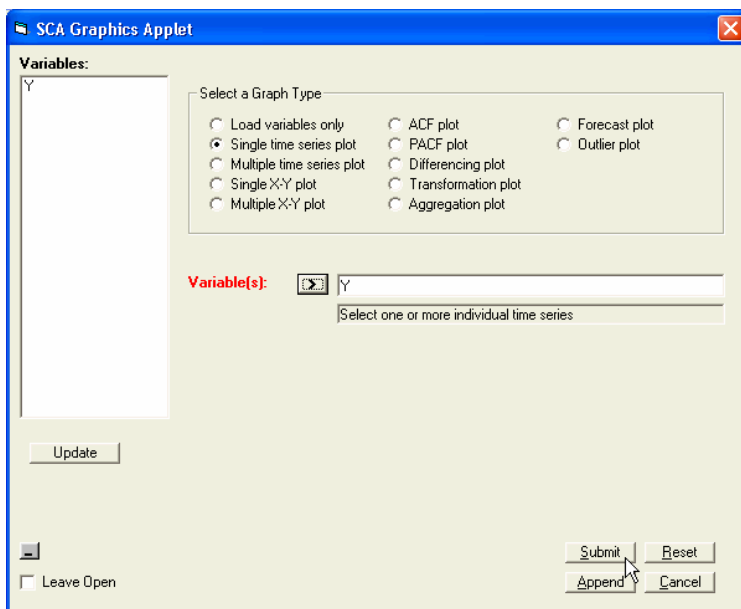 SCA Graphics Applet
Variables:
Y
Select a Graph Type
Load variables only
Single time series plot
Multiple time series plot
Single X-Y plot
Multiple X-Y plot
ACF plot
PACF plot
Differencing plot
Transformation plot
Aggregation plot
Forecast plot
Outlier plot
Variable(s):
Y
Select one or more individual time series
Update
Leave Open
Submit
Reset
Append
Cancel